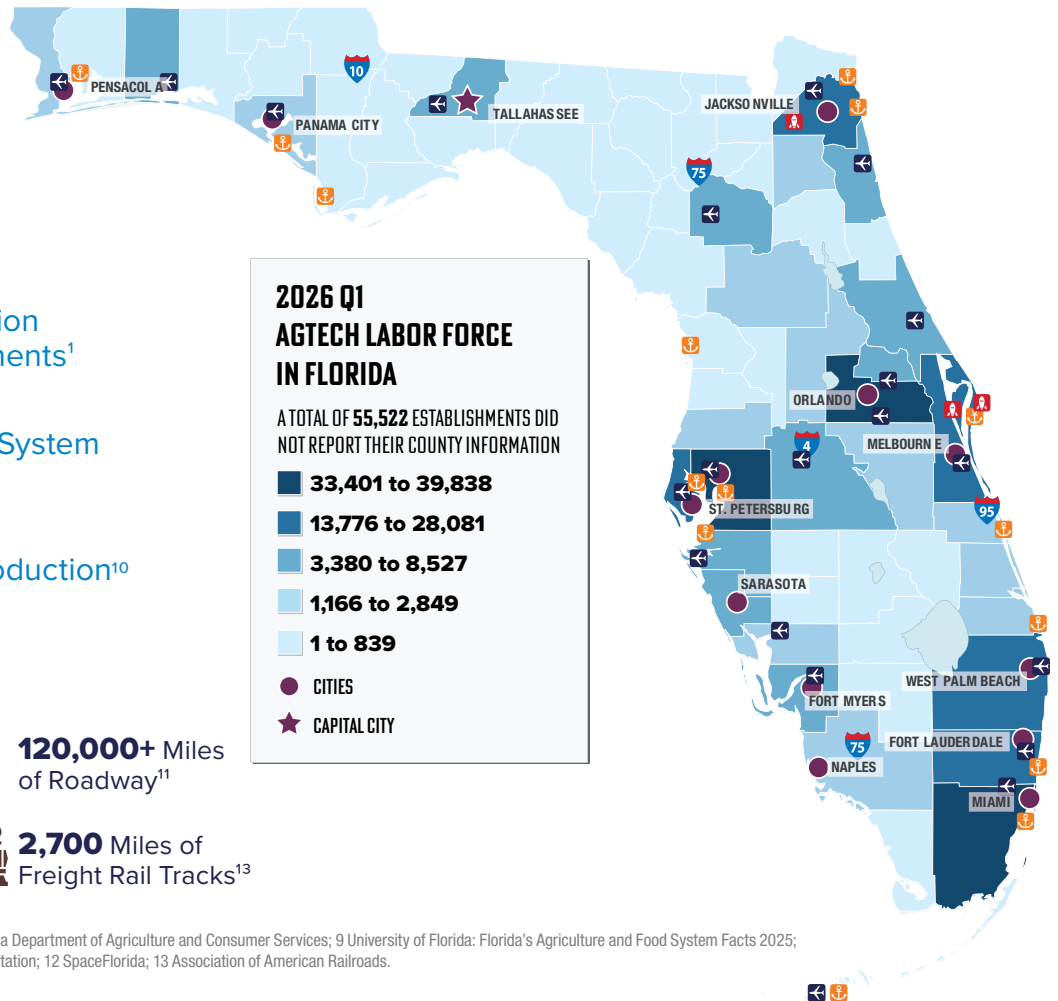 10
PENSACOLA
PANAMA CITY
TALLAHASSEE
JACKSONVILLE
75
ion
nents¹
System
oduction¹⁰
2026 Q1
AGTECH LABOR FORCE
IN FLORIDA
A TOTAL OF 55,522 ESTABLISHMENTS DID
NOT REPORT THEIR COUNTY INFORMATION
33,401 to 39,838
13,776 to 28,081
3,380 to 8,527
1,166 to 2,849
1 to 839
CITIES
CAPITAL CITY
ORLANDO
4
MELBOURNE
ST. PETERSBURG
95
SARASOTA
WEST PALM BEACH
FORT MYERS
75
FORT LAUDERDALE
NAPLES
MIAMI
120,000+ Miles
of Roadway¹¹
2,700 Miles of
Freight Rail Tracks¹³
a Department of Agriculture and Consumer Services; 9 University of Florida: Florida's Agriculture and Food System Facts 2025;
rtation; 12 SpaceFlorida; 13 Association of American Railroads.